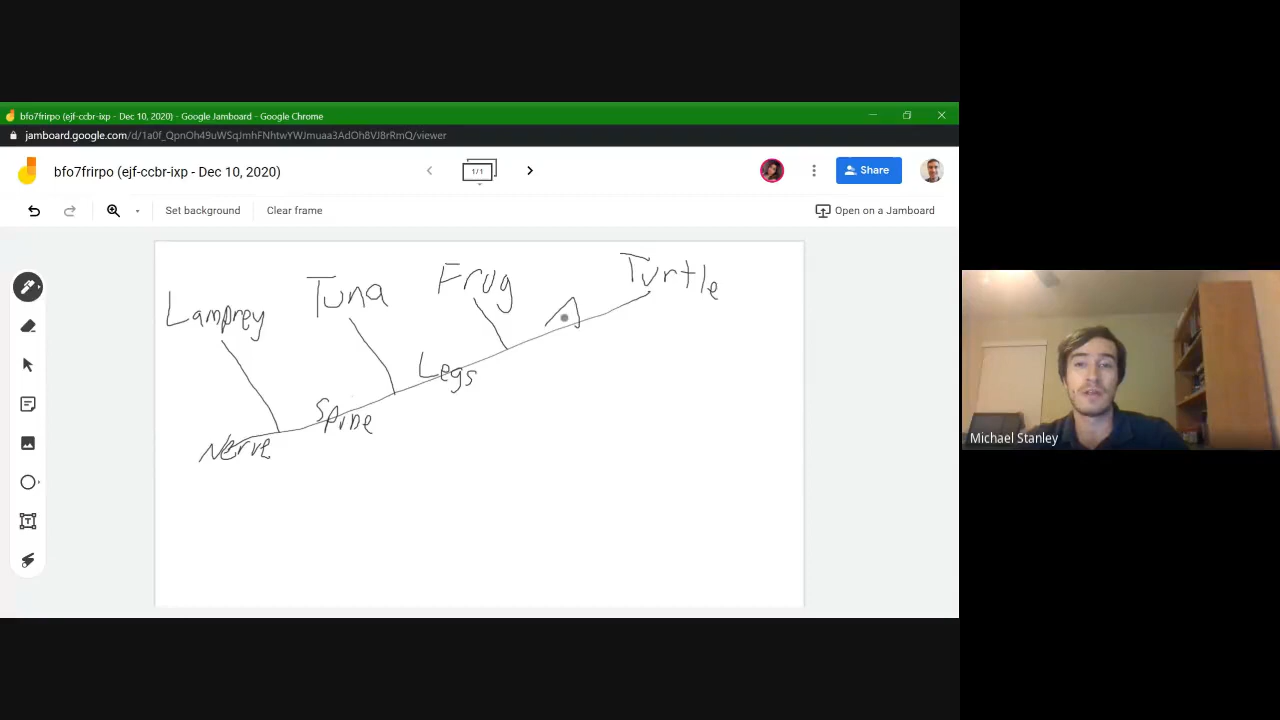 bfo7frirpo (ejf-ccbr-ixp - Dec 10, 2020) - Google Jamboard - Google Chrome
jamboard.google.com/d/1a0f_QpnOh49uWSqJmhFNhtwYWJmuaa3AdOh8VJ8rRmQ/viewer
bfo7frirpo (ejf-ccbr-ixp - Dec 10, 2020)
1/1
Share
Set background
Clear frame
Open on a Jamboard
Lamprey
Tuna
Frog
Turtle
Legs
Spine
Nerve
Michael Stanley